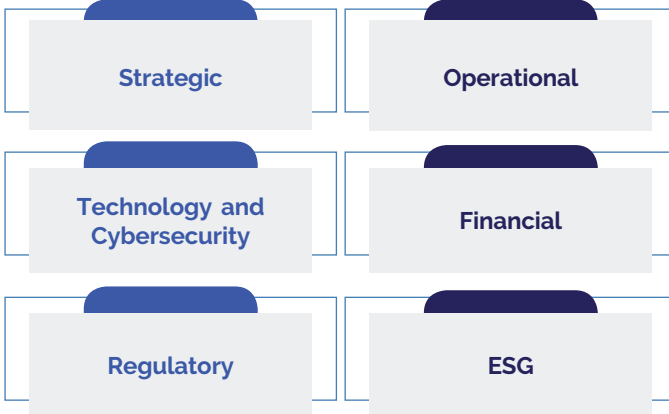 Strategic
Operational
Technology and
Cybersecurity
Financial
Regulatory
ESG